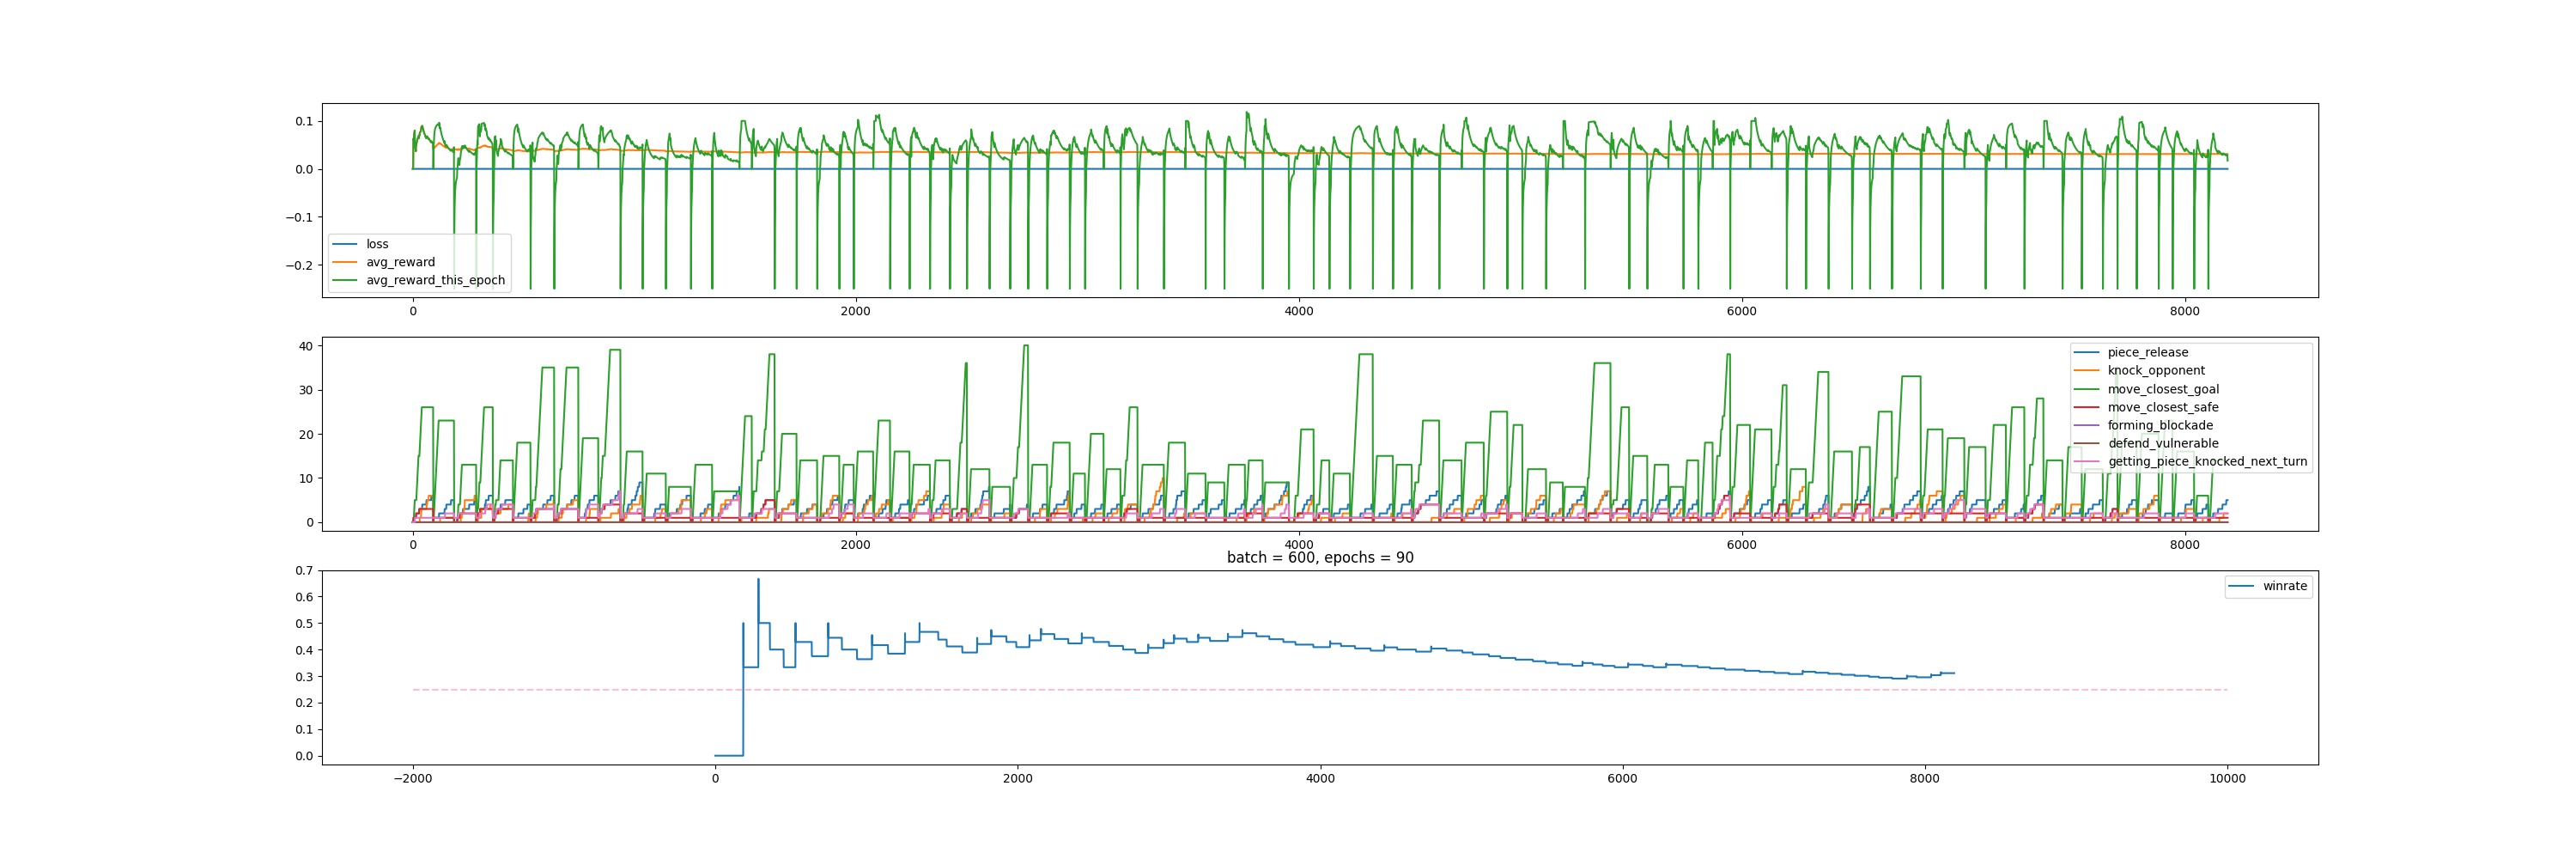 0.1
0.0
−0.1
−0.2
loss
avg_reward
avg_reward_this_epoch
0 2000 4000 6000 8000
40
30
20
10
0
piece_release
knock_opponent
move_closest_goal
move_closest_safe
forming_blockade
defend_vulnerable
getting_piece_knocked_next_turn
0 2000 4000 6000 8000
batch = 600, epochs = 90
0.7
0.6
0.5
0.4
0.3
0.2
0.1
0.0
winrate
−2000 0 2000 4000 6000 8000 10000